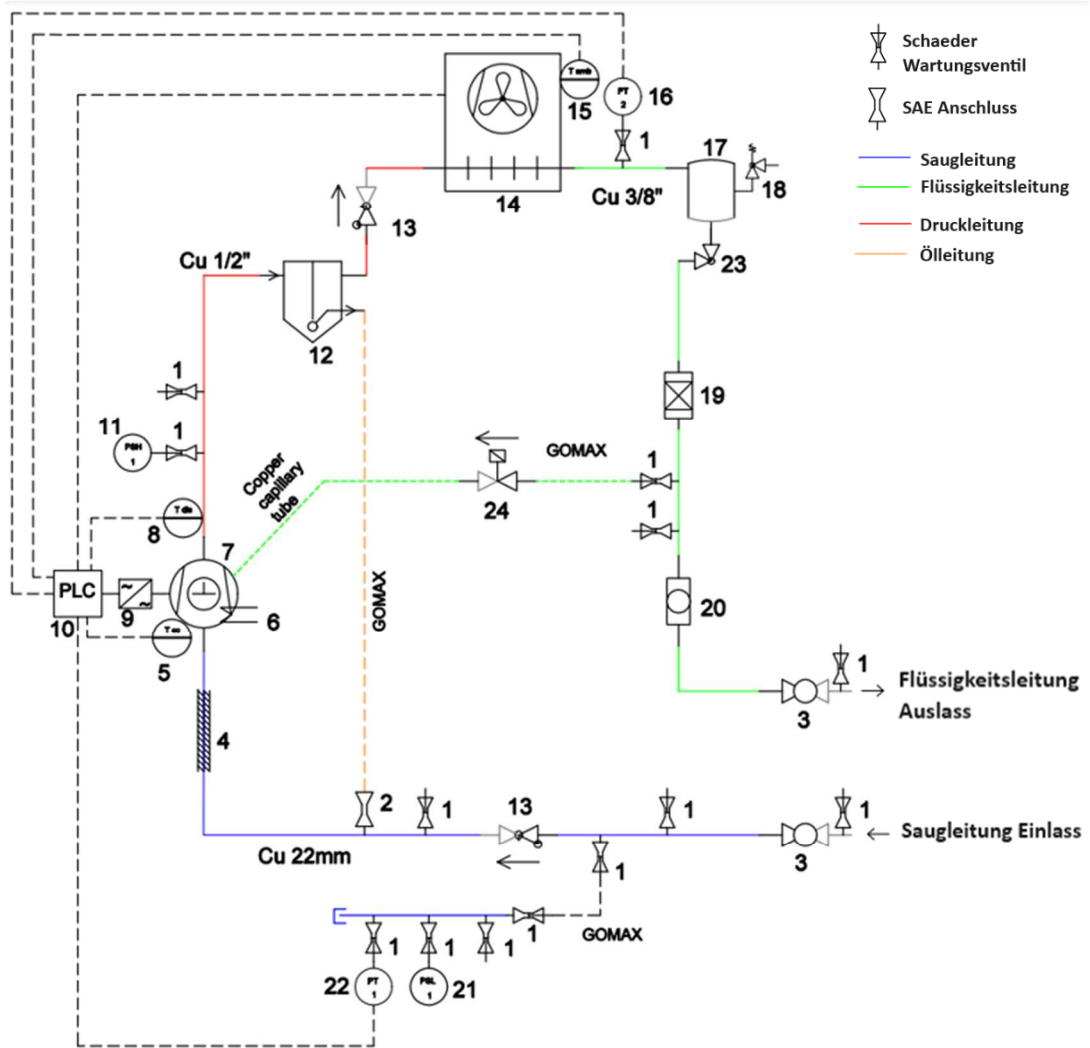 Schaeder
Wartungsventil
SAE Anschluss
Saugleitung
Flüssigkeitsleitung
Druckleitung
Ölleitung
T amb
15
PT
2
16
1
17
18
14
Cu 3/8"
13
23
Cu 1/2"
12
19
1
11
PSH
1
1
Copper
capillary
tube
GOMAX
24
1
1
T dis
8
7
PLC
10
9
6
5
GOMAX
20
1
3
Flüssigkeitsleitung
Auslass
4
2
1
13
1
1
3
Saugleitung Einlass
Cu 22mm
1
1
GOMAX
1
1
1
22
PT
1
PSL
1
21